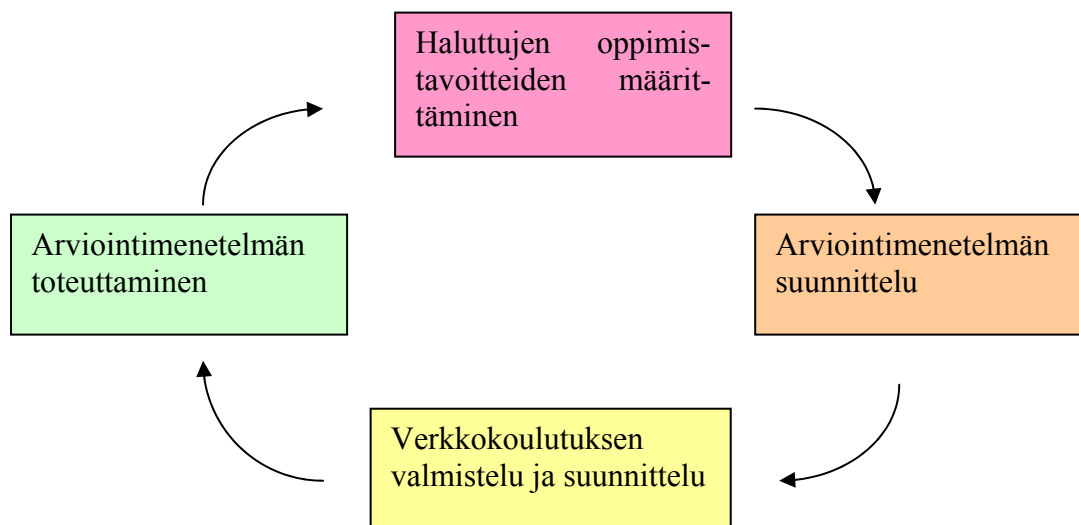 Haluttujen oppimis-
tavoitteiden määrit-
täminen
Arviointimenetelmän
toteuttaminen
Arviointimenetelmän
suunnittelu
Verkkokoulutuksen
valmistelu ja suunnittelu